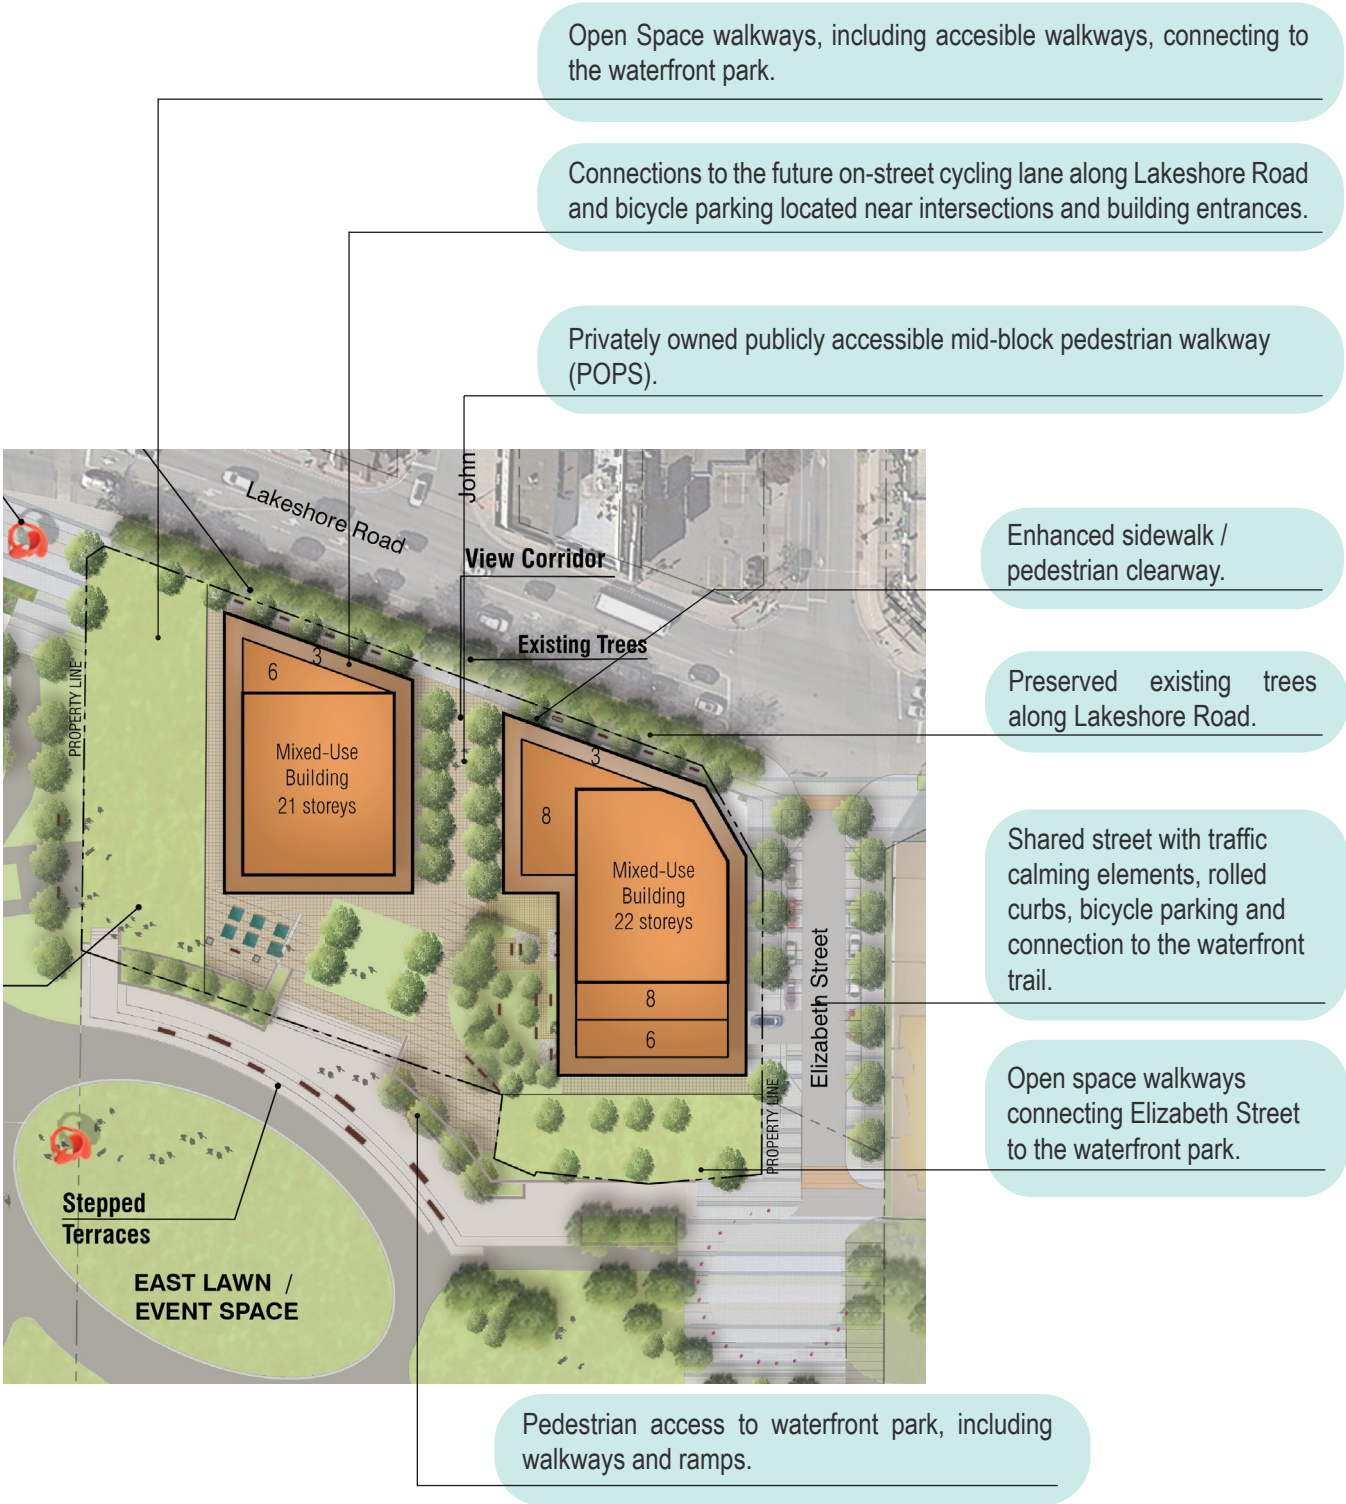 Open Space walkways, including accesible walkways, connecting to
the waterfront park.
Connections to the future on-street cycling lane along Lakeshore Road
and bicycle parking located near intersections and building entrances.
Privately owned publicly accessible mid-block pedestrian walkway
(POPS).
Lakeshore Road
John
View Corridor
Existing Trees
Enhanced sidewalk /
pedestrian clearway.
Preserved existing trees
along Lakeshore Road.
PROPERTY LINE
3
6
Mixed-Use
Building
21 storeys
3
8
Mixed-Use
Building
22 storeys
8
6
Elizabeth Street
PROPERTY LINE
Shared street with traffic
calming elements, rolled
curbs, bicycle parking and
connection to the waterfront
trail.
Open space walkways
connecting Elizabeth Street
to the waterfront park.
Stepped
Terraces
EAST LAWN /
EVENT SPACE
Pedestrian access to waterfront park, including
walkways and ramps.